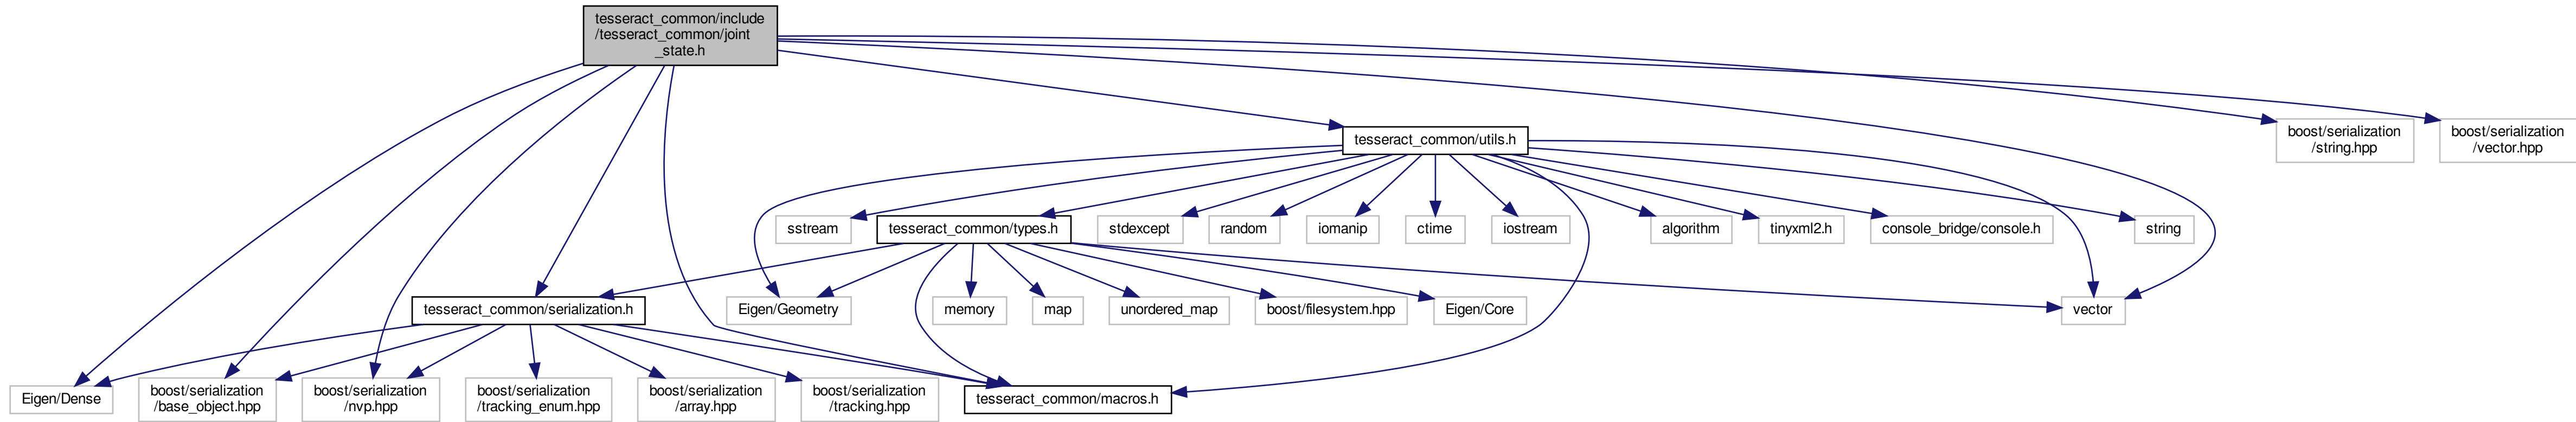 tesseract_common/include
/tesseract_common/joint
_state.h
boost/serialization
/string.hpp
boost/serialization
/vector.hpp
tesseract_common/utils.h
sstream
tesseract_common/types.h
stdexcept
random
iomanip
ctime
iostream
algorithm
tinyxml2.h
console_bridge/console.h
string
tesseract_common/serialization.h
Eigen/Geometry
memory
map
unordered_map
boost/filesystem.hpp
Eigen/Core
vector
Eigen/Dense
boost/serialization
/base_object.hpp
boost/serialization
/nvp.hpp
boost/serialization
/tracking_enum.hpp
boost/serialization
/array.hpp
boost/serialization
/tracking.hpp
tesseract_common/macros.h